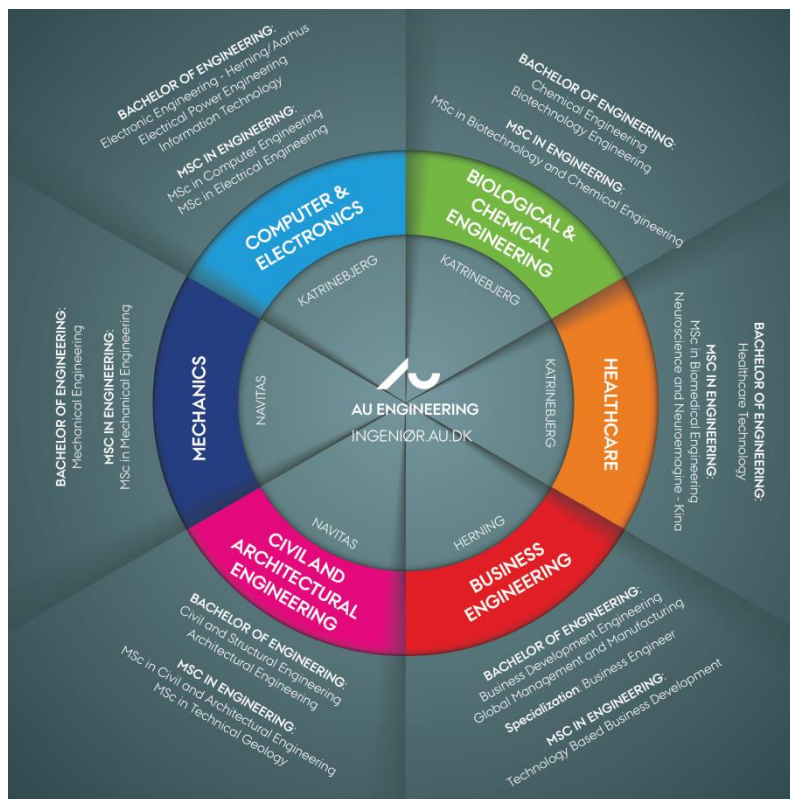 BACHELOR OF ENGINEERING:
Electronic Engineering - Herning/Aarhus
Electrical Power Engineering
Information Technology
MSC IN ENGINEERING:
MSc in Computer Engineering
MSc in Electrical Engineering
COMPUTER &
ELECTRONICS
KATRINEBJERG
BACHELOR OF ENGINEERING:
Chemical Engineering
Biotechnology Engineering
MSC IN ENGINEERING:
MSc in Biotechnology and Chemical Engineering
BIOLOGICAL &
CHEMICAL
ENGINEERING
KATRINEBJERG
BACHELOR OF ENGINEERING:
Healthcare Technology
MSC IN ENGINEERING:
MSc in Biomedical Engineering
Neuroscience and Neuroemagine - Kina
HEALTHCARE
KATRINEBJERG
BACHELOR OF ENGINEERING:
Mechanical Engineering
MSC IN ENGINEERING:
MSc in Mechanical Engineering
MECHANICS
NAVITAS
AU ENGINEERING
INGENIØR.AU.DK
NAVITAS
CIVIL AND
ARCHITECTURAL
ENGINEERING
BACHELOR OF ENGINEERING:
Civil and Structural Engineering
Architectural Engineering
MSC IN ENGINEERING:
MSc in Civil and Architectural Engineering
MSc in Technical Geology
HERNING
BUSINESS
ENGINEERING
BACHELOR OF ENGINEERING:
Business Development Engineering
Global Management and Manufacturing
Specialization: Business Engineer
MSC IN ENGINEERING:
Technology Based Business Development